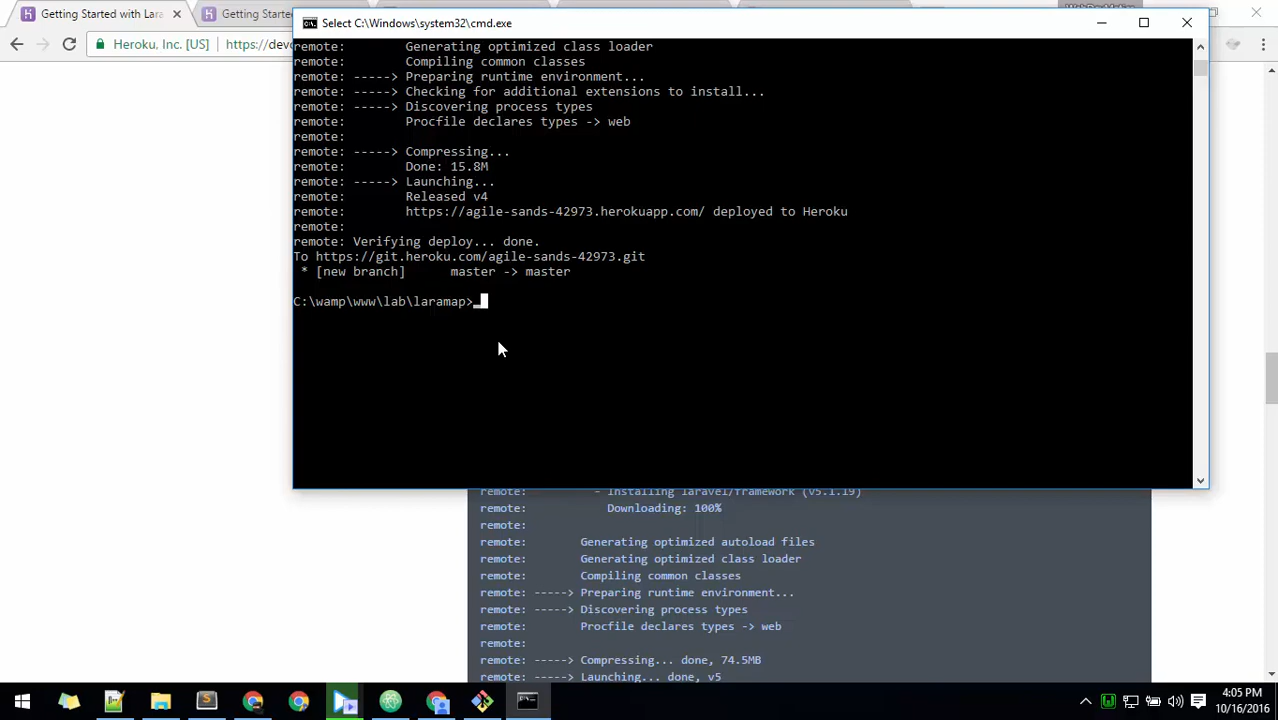 Getting Started
Getting Starte
Select C:\Windows\system32\cmd.exe
Heroku, Inc. [US]
https://devc
remote: Generating optimized class loader
remote: Compiling common classes
remote: -----> Preparing runtime environment...
remote: -----> Checking for additional extensions to install...
remote: -----> Discovering process types
remote: Procfile declares types -> web
remote:
remote: -----> Compressing...
remote: Done: 15.8M
remote: -----> Launching...
remote: Released v4
remote: https://agile-sands-42973.herokuapp.com/ deployed to Heroku
remote:
remote: Verifying deploy... done.
To https://git.heroku.com/agile-sands-42973.git
* [new branch] master -> master
C:\wamp\www\lab\laramap>_
remote: - Installing laravel/framework (v5.1.19)
remote: Downloading: 100%
remote:
remote: Generating optimized autoload files
remote: Generating optimized class loader
remote: Compiling common classes
remote: -----> Preparing runtime environment...
remote: -----> Discovering process types
remote: Procfile declares types -> web
remote:
remote: -----> Compressing... done, 74.5MB
remote: -----> Launching... done, v5
4:05 PM
10/16/2016